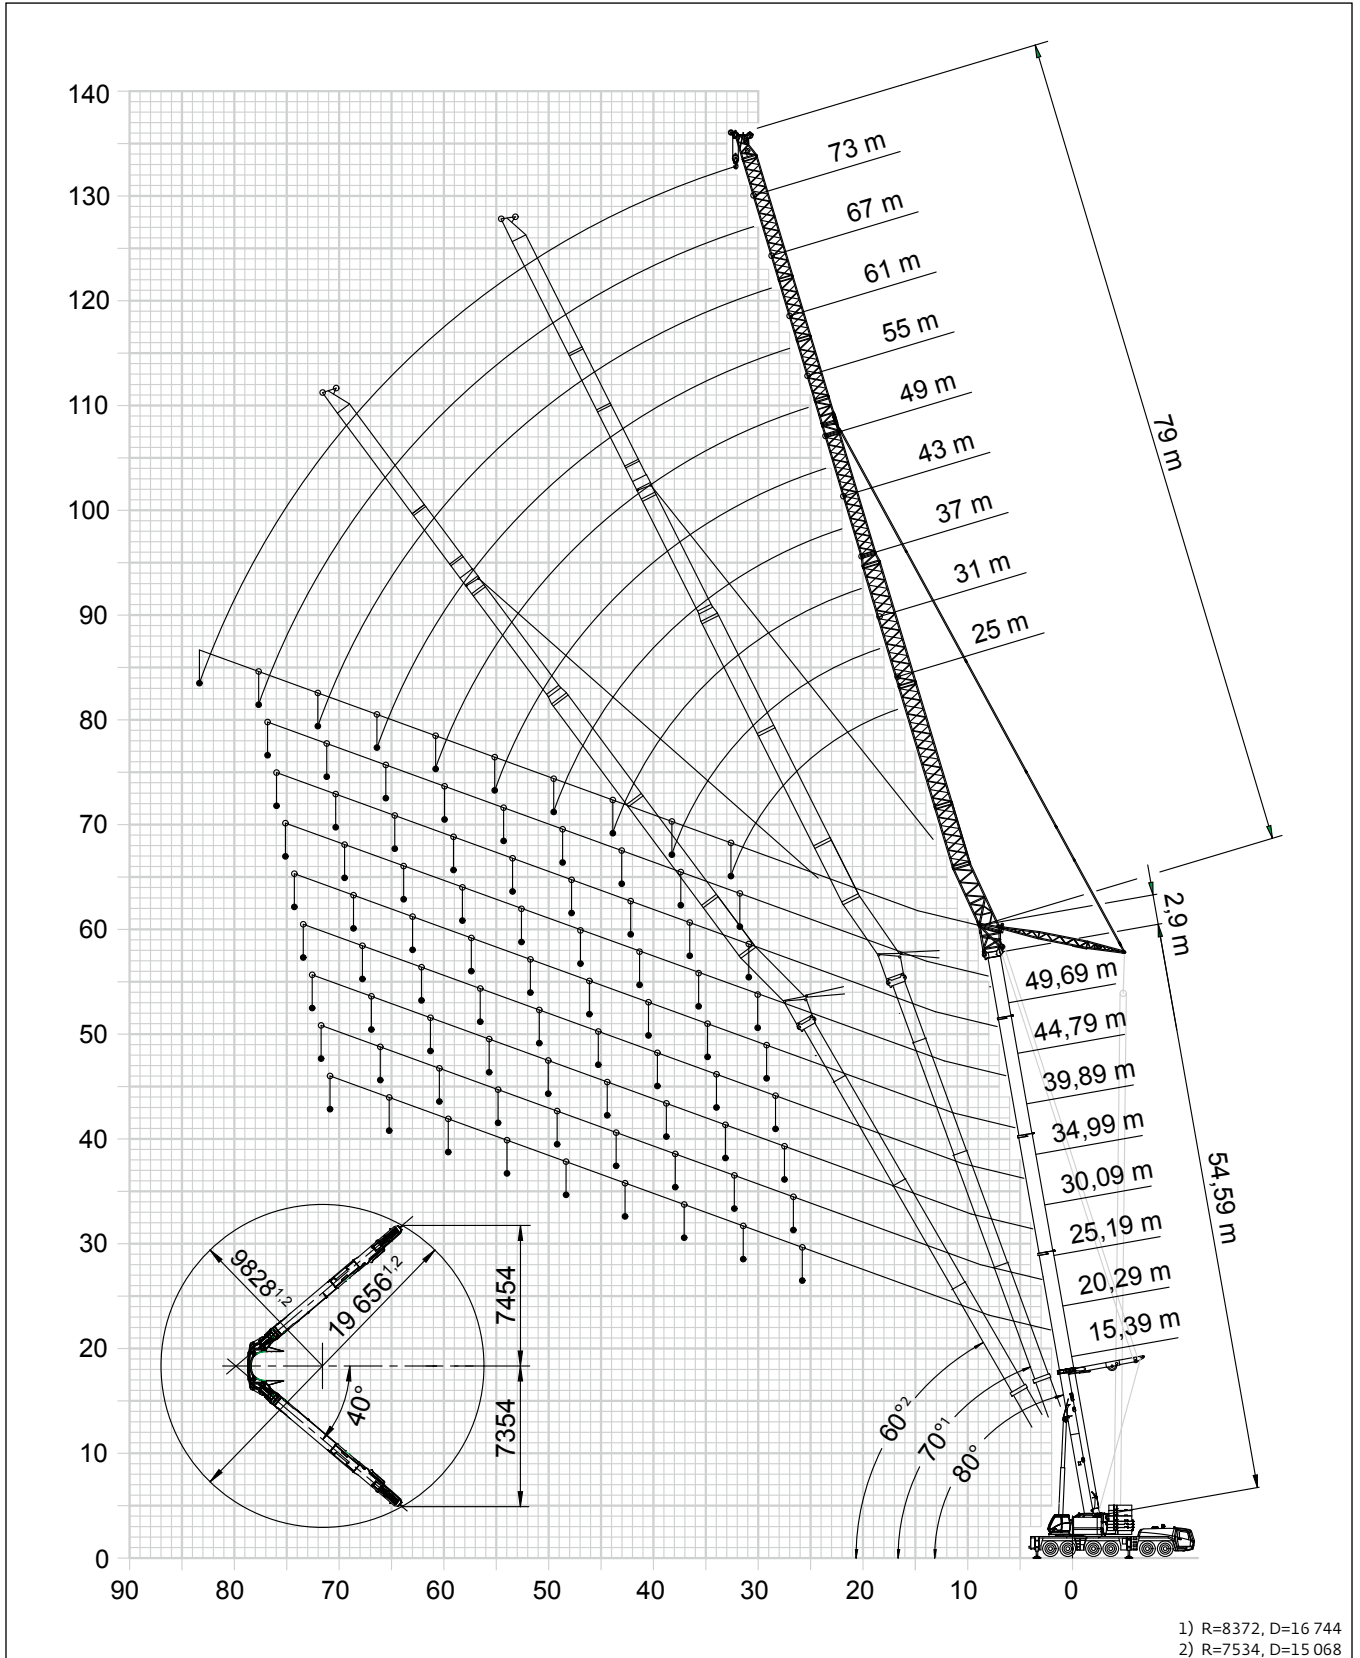 140
130
120
110
100
90
80
70
60
50
40
30
20
10
0
90 80 70 60 50 40 30 20 10 0
73 m
67 m
61 m
55 m
49 m
43 m
37 m
31 m
25 m
79 m
2,9 m
49,69 m
44,79 m
39,89 m
34,99 m
30,09 m
25,19 m
20,29 m
15,39 m
54,59 m
9828¹,²
19 656¹,²
7454
7354
40°
60°²
70°¹
80°
1) R=8372, D=16 744
2) R=7534, D=15 068